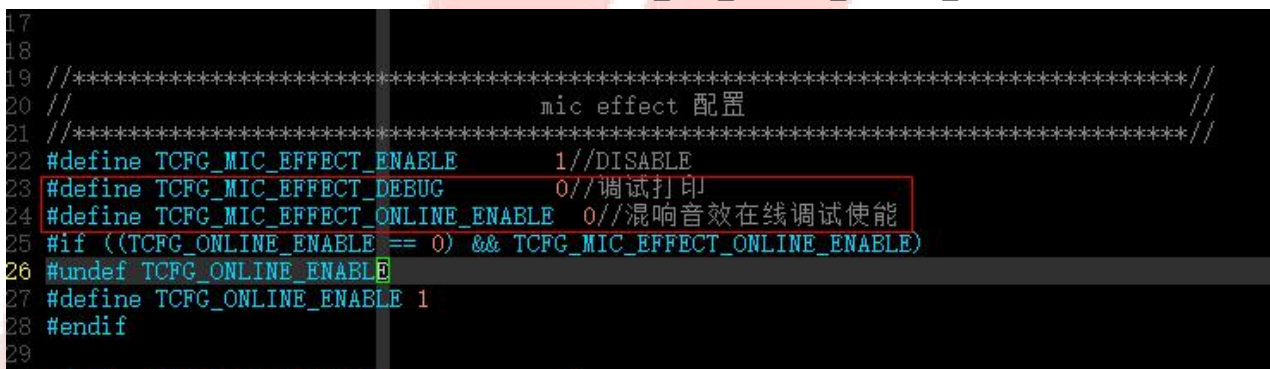 17
18
19 //******************************************************************************//
20 // mic effect 配置 //
21 //******************************************************************************//
22 #define TCFG_MIC_EFFECT_ENABLE 1//DISABLE
23 #define TCFG_MIC_EFFECT_DEBUG 0//调试打印
24 #define TCFG_MIC_EFFECT_ONLINE_ENABLE 0//混响音效在线调试使能
25 #if ((TCFG_ONLINE_ENABLE == 0) && TCFG_MIC_EFFECT_ONLINE_ENABLE)
26 #undef TCFG_ONLINE_ENABLE
27 #define TCFG_ONLINE_ENABLE 1
28 #endif
29